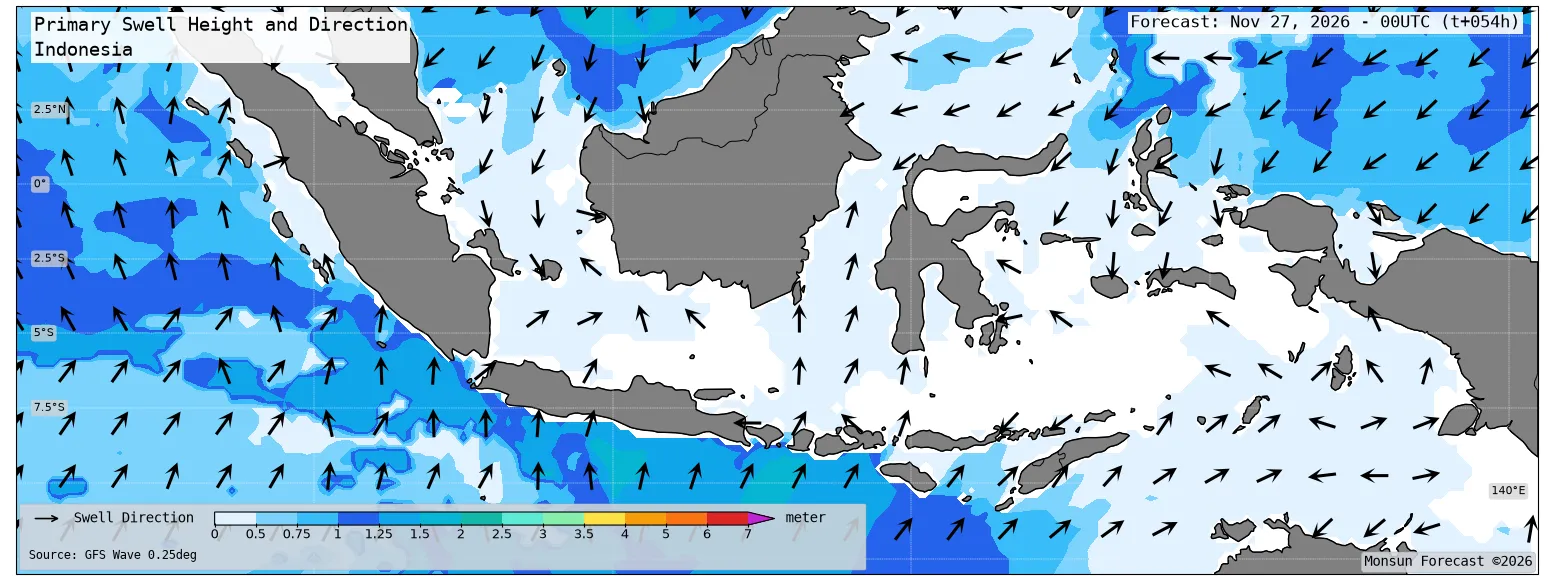 Primary Swell Height and Direction
Indonesia
Forecast: Nov 27, 2026 - 00UTC (t+054h)
2.5°N
0°
2.5°S
5°S
7.5°S
140°E
Swell Direction
0 0.5 0.75 1 1.25 1.5 2 2.5 3 3.5 4 5 6 7
meter
Source: GFS Wave 0.25deg
Monsun Forecast ©2026